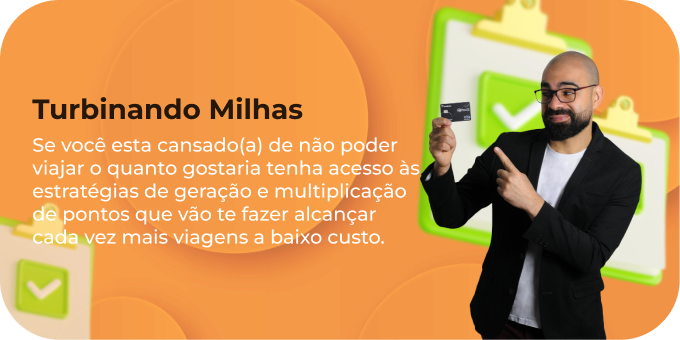 Turbinando Milhas
Se você esta cansado(a) de não poder
viajar o quanto gostaria tenha acesso às
estratégias de geração e multiplicação
de pontos que vão te fazer alcançar
cada vez mais viagens a baixo custo.